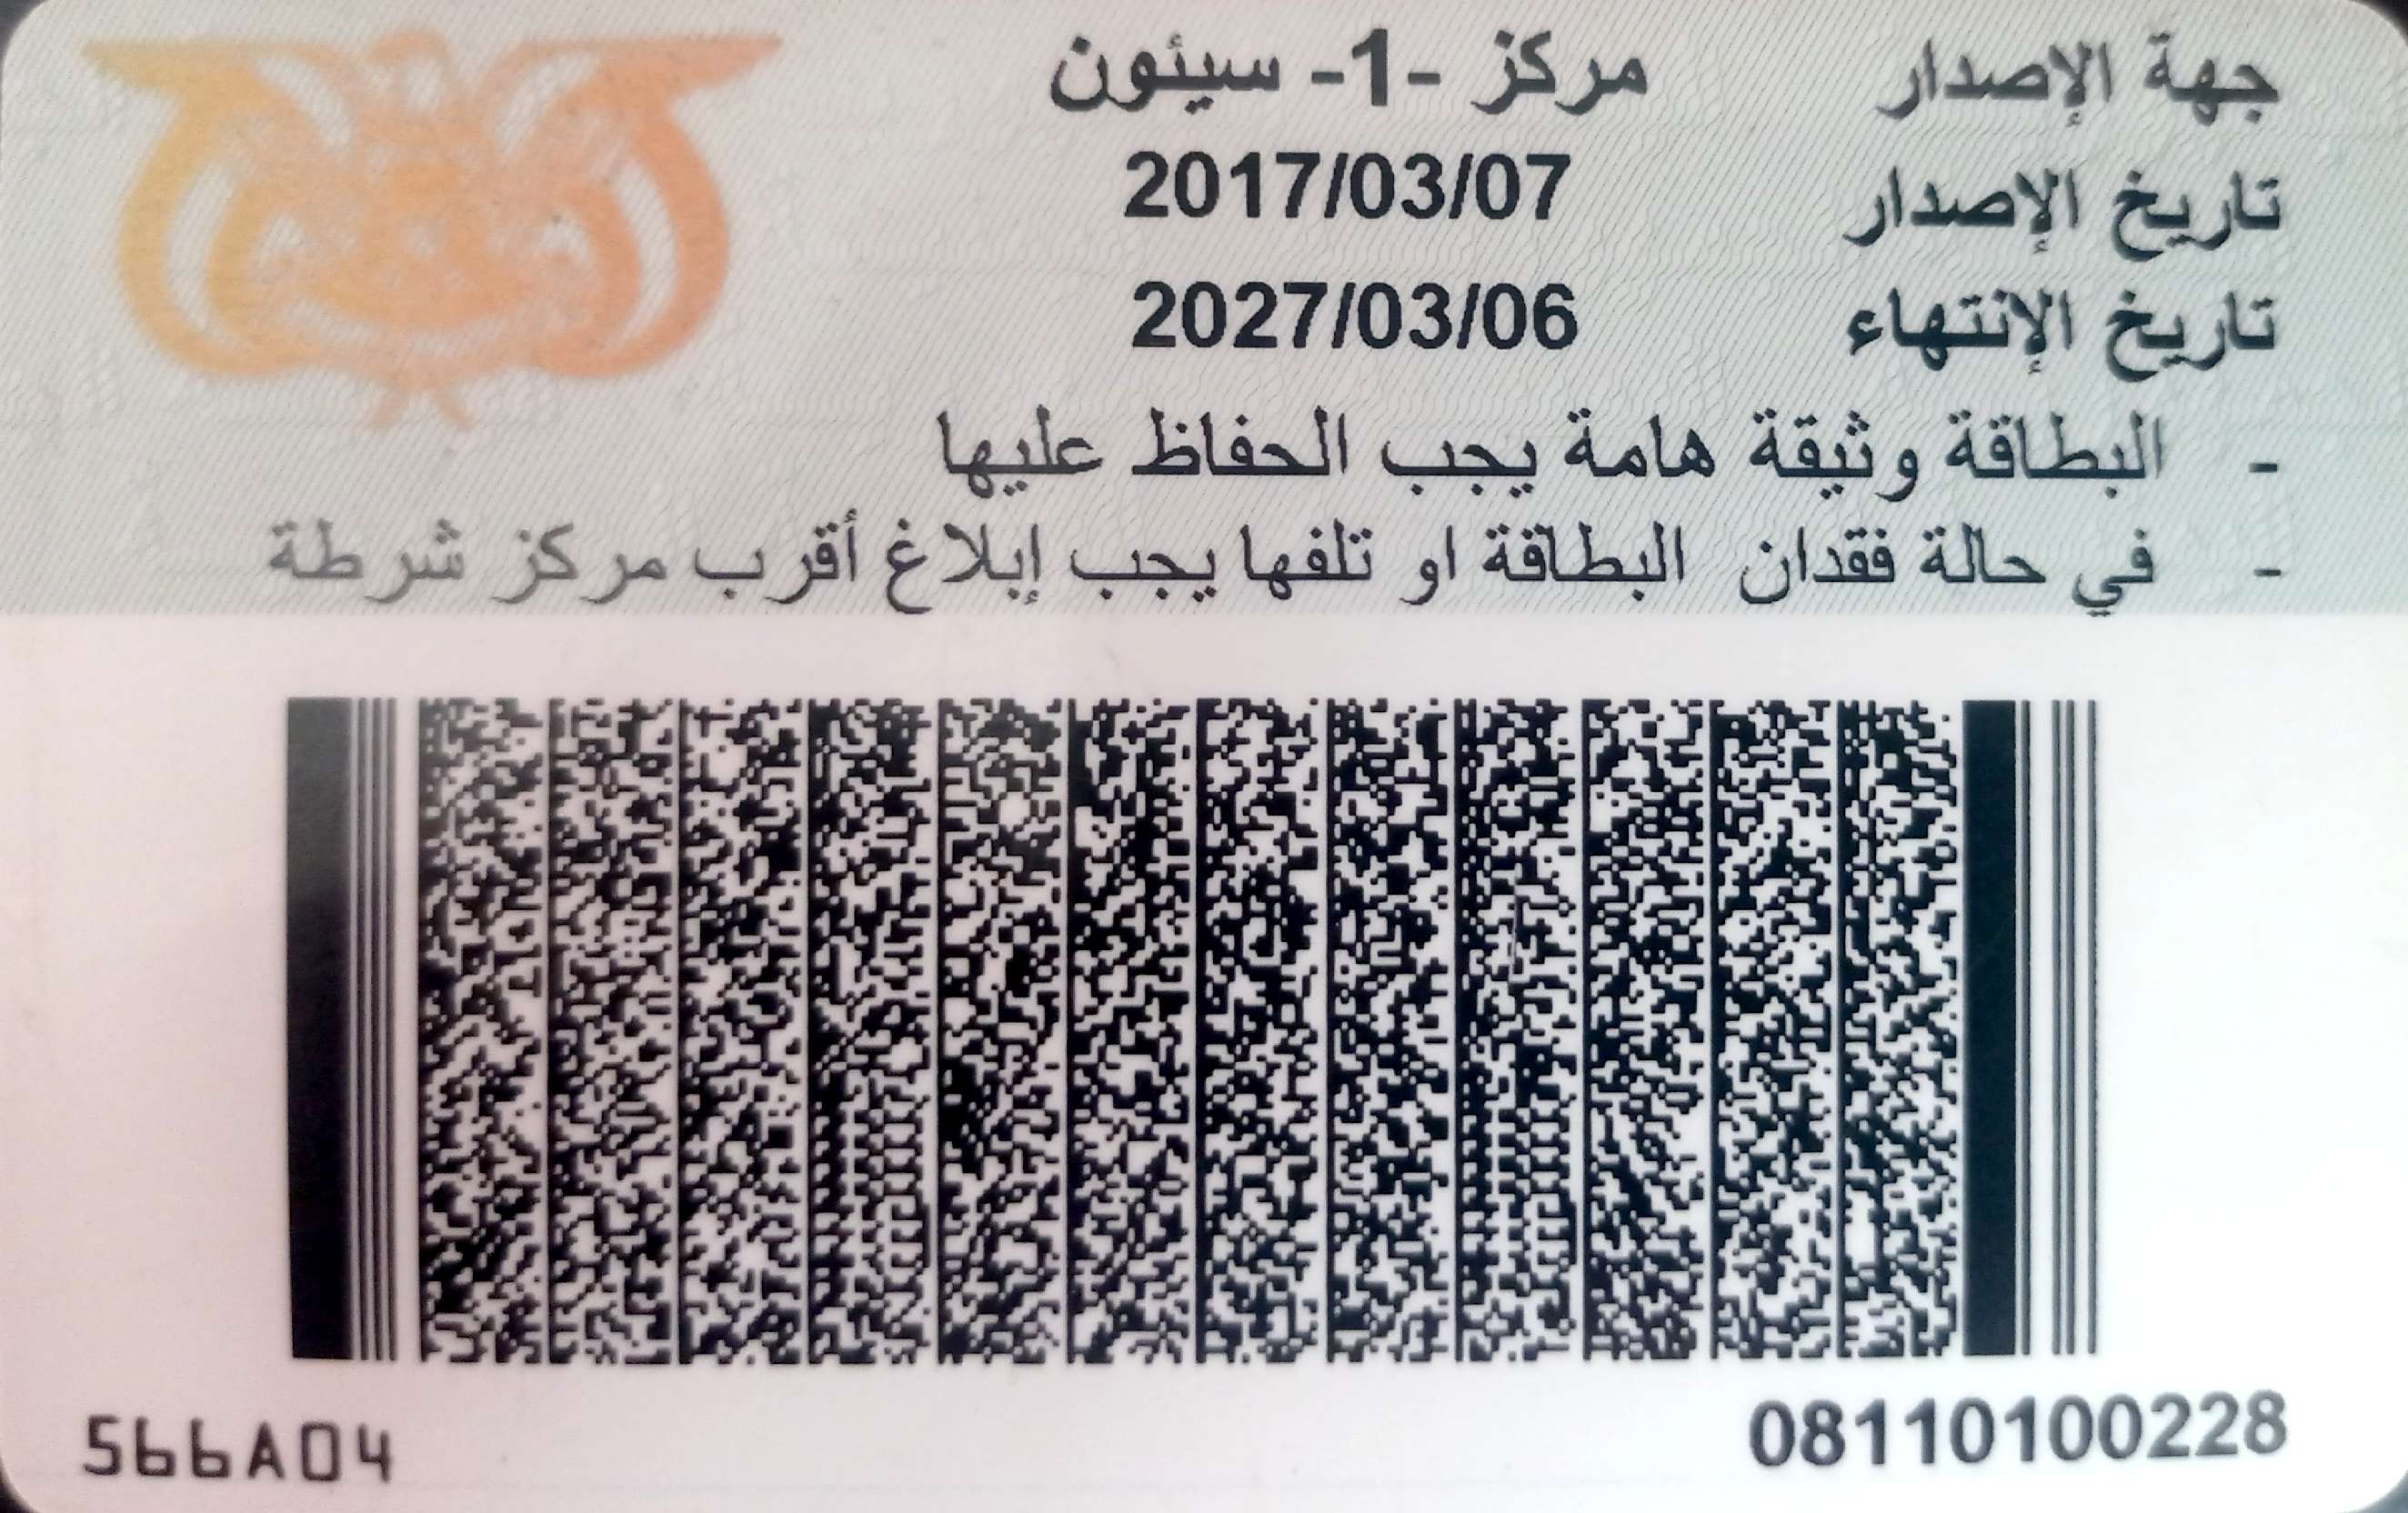 جهة الإصدار مركز -1- سيئون
تاريخ الإصدار 2017/03/07
تاريخ الإنتهاء 2027/03/06
- البطاقة وثيقة هامة يجب الحفاظ عليها
- في حالة فقدان البطاقة او تلفها يجب إبلاغ أقرب مركز شرطة
08110100228
566A04